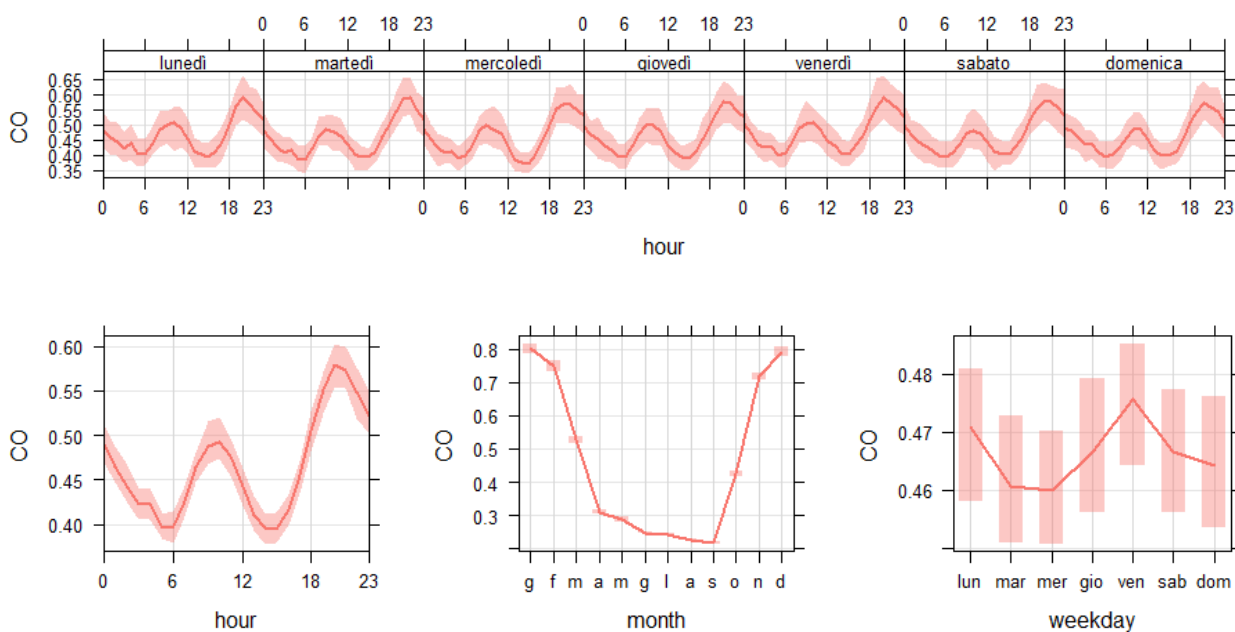 0 6 12 18 23 0 6 12 18 23 0 6 12 18 23
lunedì martedì mercoledì giovedì venerdì sabato domenica
0.65
0.60
0.55
0.50
0.45
0.40
0.35
CO
0 6 12 18 23 0 6 12 18 23 0 6 12 18 23 0 6 12 18 23
hour
0.60
0.55
0.50
0.45
0.40
CO
0 6 12 18 23
hour
0.8
0.7
0.6
0.5
0.4
0.3
CO
g f m a m g l a s o n d
month
0.48
0.47
0.46
CO
lun mar mer gio ven sab dom
weekday